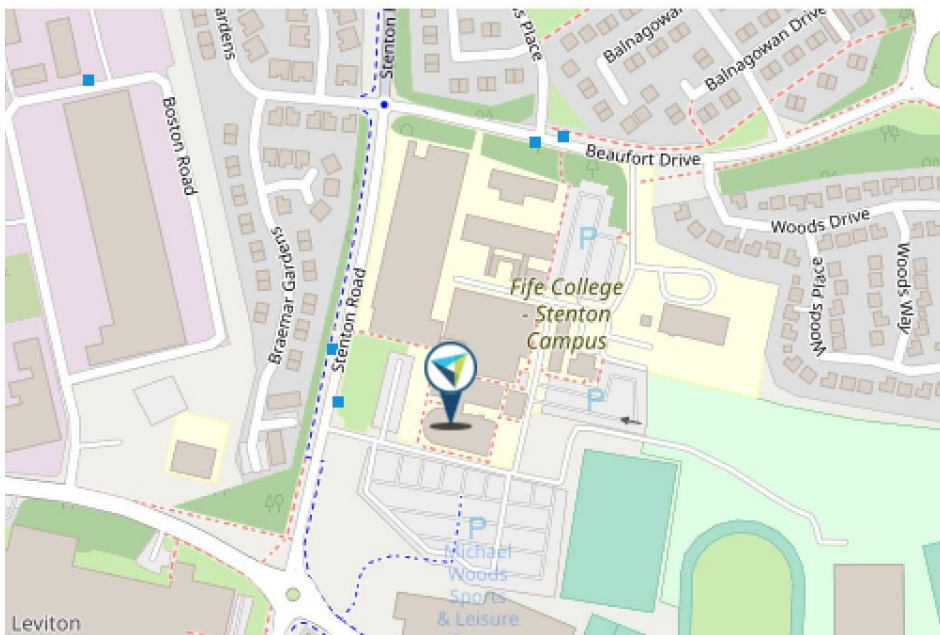 ardens
Stenton
s Place
Balnagowan
Balnagowan Drive
Boston Road
Beaufort Drive
Woods Drive
Braemar Gardens
Stenton Road
P
Fife College
- Stenton
Campus
Woods Place
Woods Way
P
P
Michael
Woods
Sports
& Leisure
Leviton